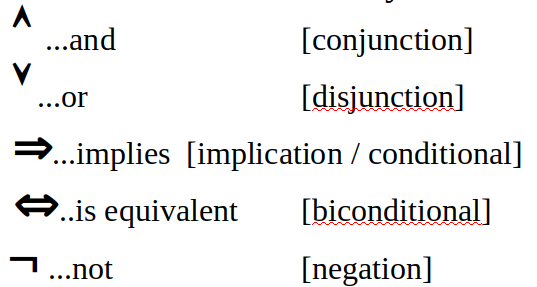 ∧ ...and [conjunction]
∨ ...or [disjunction]
⇒...implies [implication / conditional]
⇔..is equivalent [biconditional]
¬ ...not [negation]